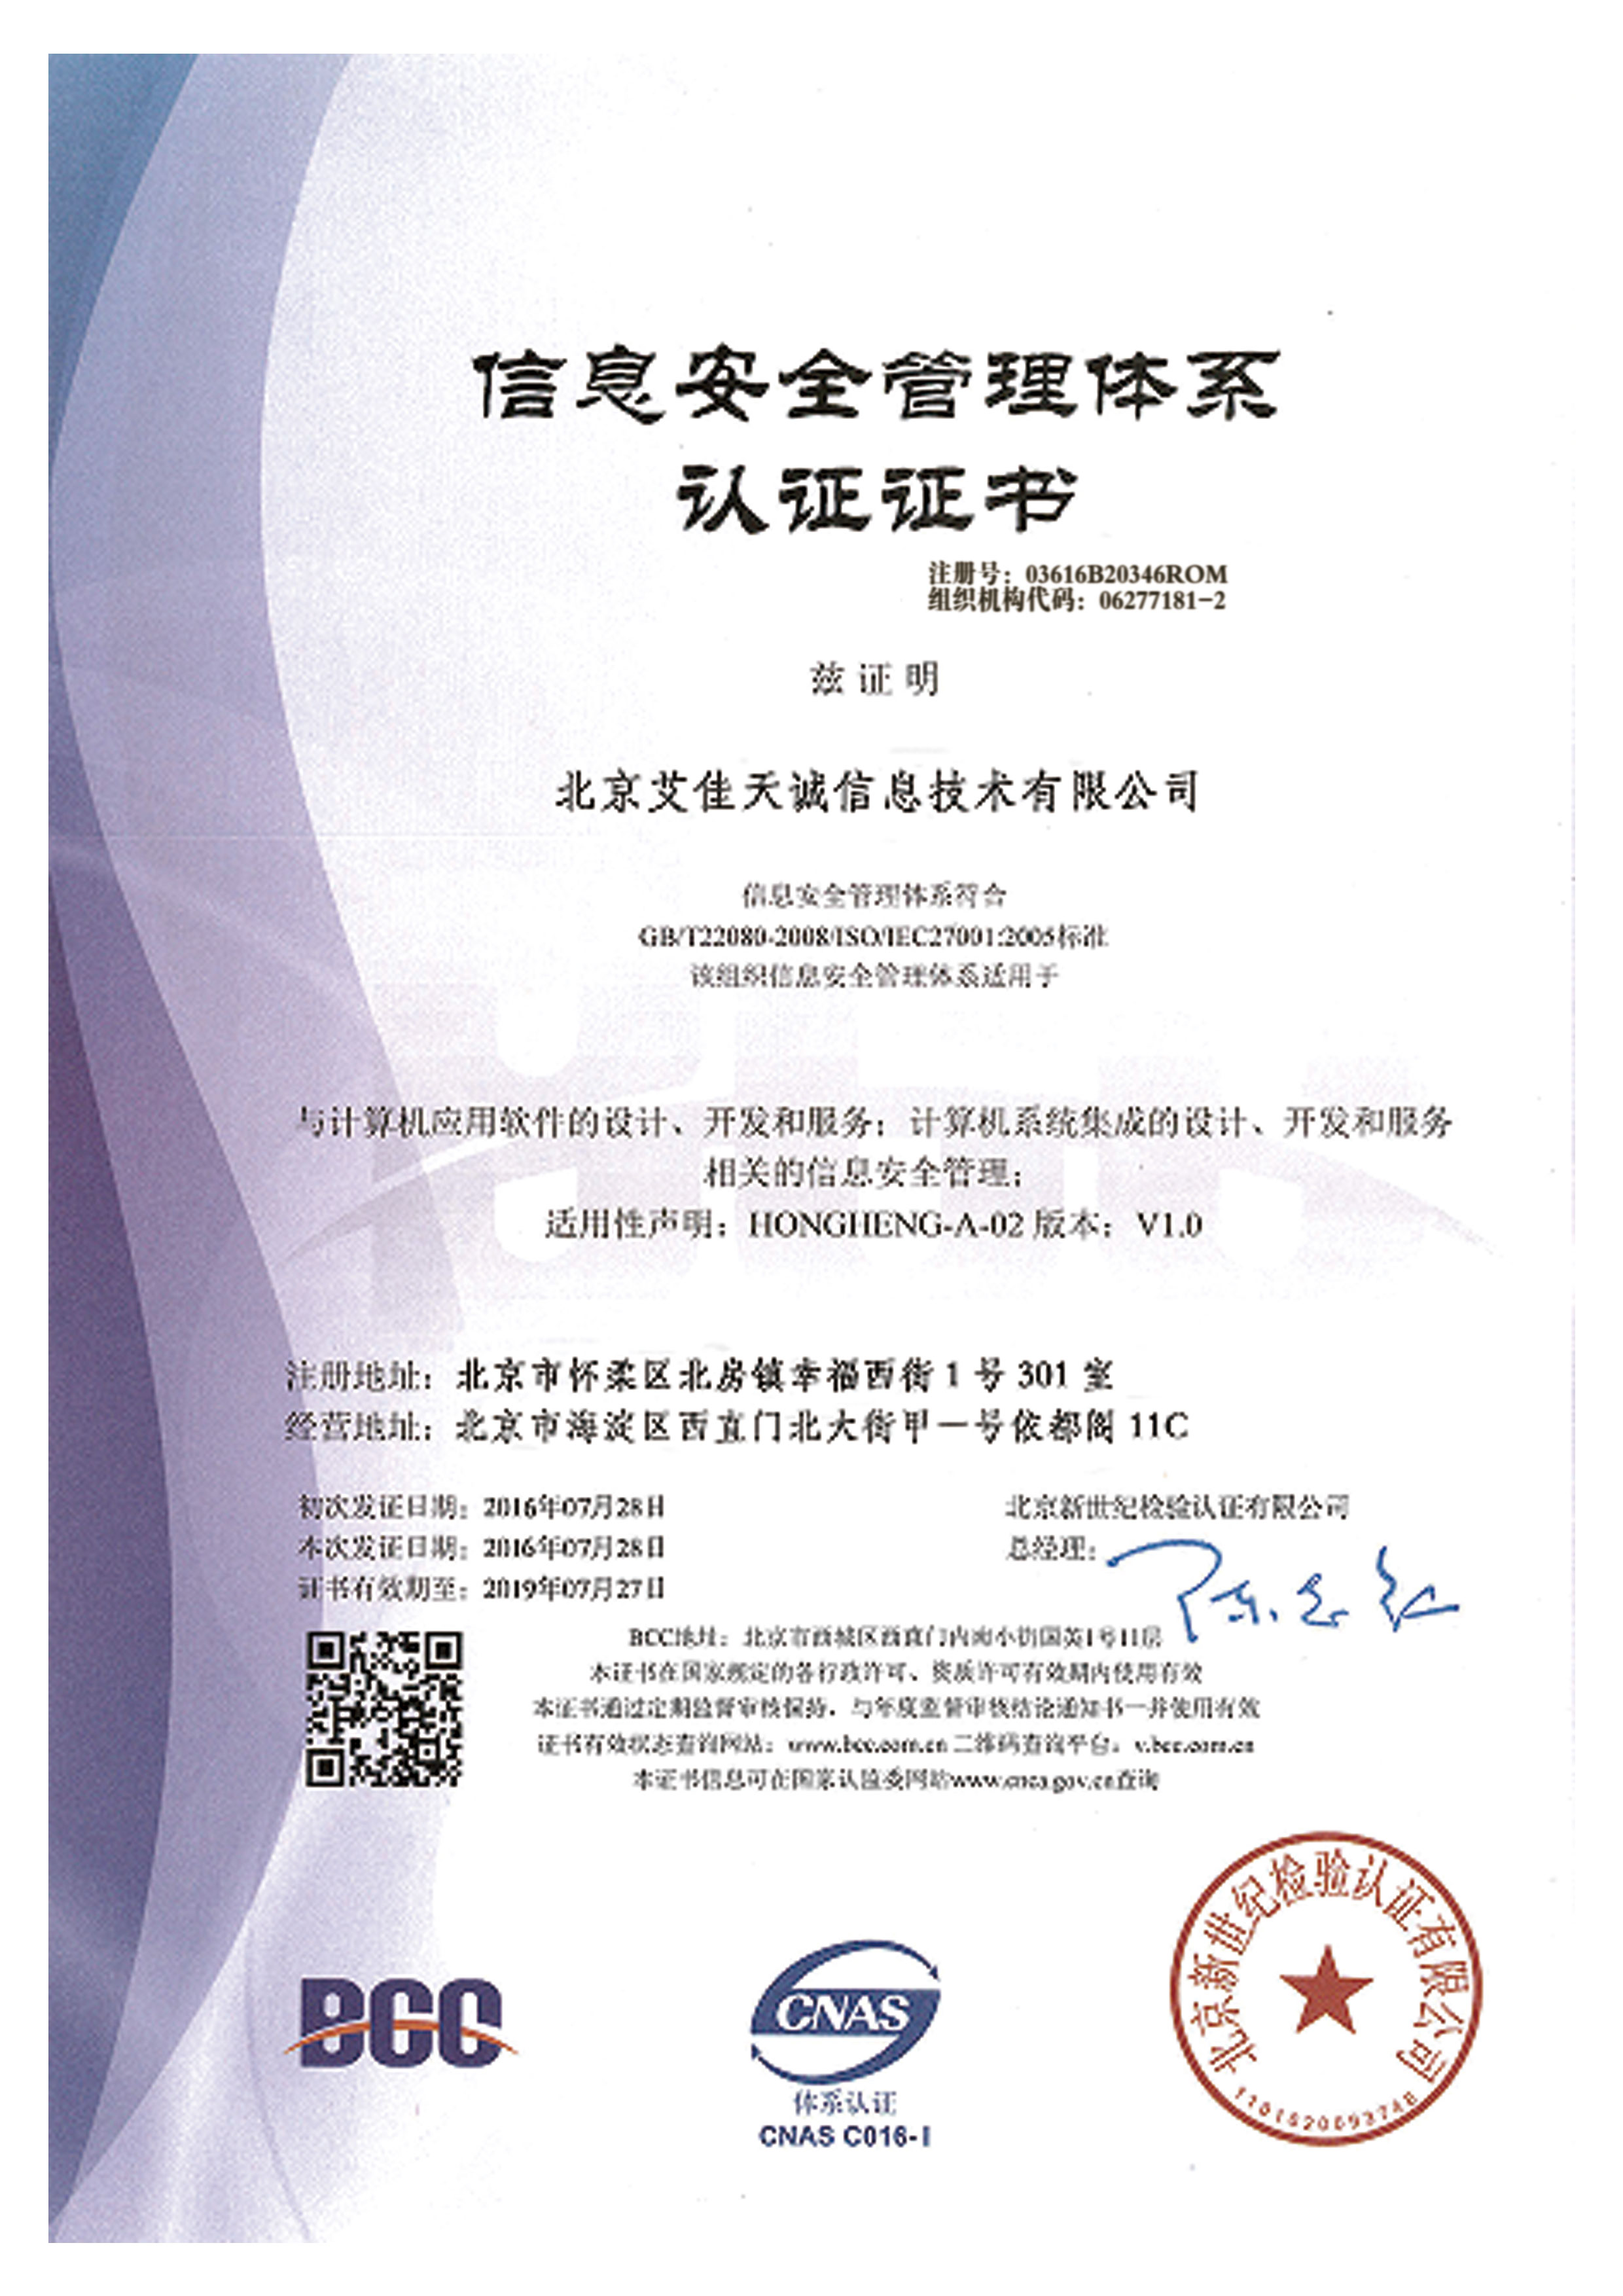 信息安全管理体系
认证证书
注册号：03616B20346ROM
组织机构代码：06277181-2
兹证明
北京艾佳天诚信息技术有限公司
信息安全管理体系符合
GB/T22080-2008/ISO/IEC27001:2005标准
该组织信息安全管理体系适用于
与计算机应用软件的设计、开发和服务；计算机系统集成的设计、开发和服务
相关的信息安全管理；
适用性声明：HONGHENG-A-02 版本：V1.0
注册地址：北京市怀柔区北房镇幸福西街 1 号 301 室
经营地址：北京市海淀区西直门北大街甲一号依都阁 11C
初次发证日期：2016年07月28日
本次发证日期：2016年07月28日
证书有效期至：2019年07月27日
北京新世纪检验认证有限公司
总经理：
BCC地址：北京市西城区西直门内南小街国英1号11层
本证书在国家规定的各行政许可、资质许可有效期内使用有效
本证书通过定期监督审核保持，与年度监督审核结论通知书一并使用有效
证书有效状态查询网站：www.bcc.com.cn 二维码查询平台：v.bcc.com.cn
本证书信息可在国家认监委网站www.cnca.gov.cn查询
BCC
CNAS
体系认证
CNAS C016-I
北京新世纪检验认证有限公司